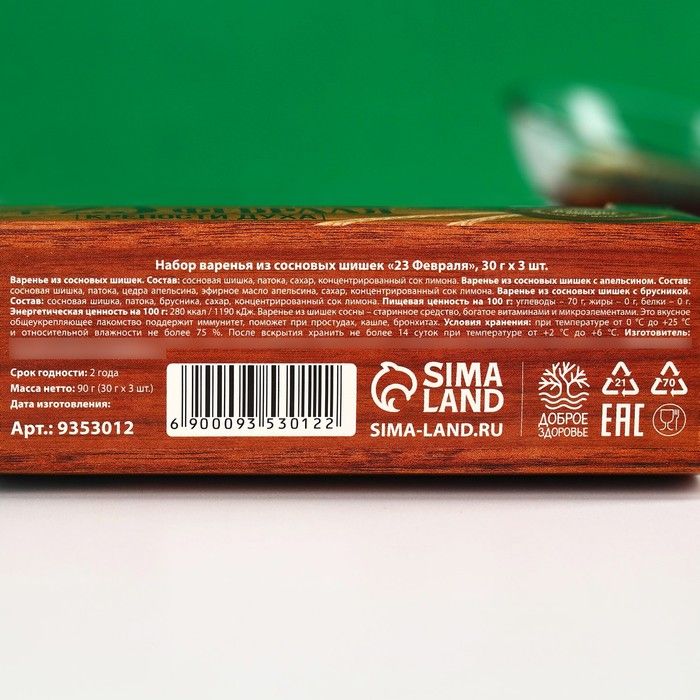 КРЕПОСТИ ДУХА
Набор варенья из сосновых шишек «23 Февраля», 30 г х 3 шт.
Варенье из сосновых шишек. Состав: сосновая шишка, патока, сахар, концентрированный сок лимона. Варенье из сосновых шишек с апельсином. Состав:
сосновая шишка, патока, цедра апельсина, эфирное масло апельсина, сахар, концентрированный сок лимона. Варенье из сосновых шишек с брусникой.
Состав: сосновая шишка, патока, брусника, сахар, концентрированный сок лимона. Пищевая ценность на 100 г: углеводы – 70 г, жиры – 0 г, белки – 0 г.
Энергетическая ценность на 100 г: 280 ккал / 1190 кДж. Варенье из шишек сосны – старинное средство, богатое витаминами и микроэлементами. Это вкусное
общеукрепляющее лакомство поддержит иммунитет, поможет при простудах, кашле, бронхитах. Условия хранения: при температуре от 0 °С до +25 °С
и относительной влажности не более 75 %. После вскрытия хранить не более 14 суток при температуре от +2 °С до +6 °С. Изготовитель:
Срок годности: 2 года
Масса нетто: 90 г (30 г х 3 шт.)
Дата изготовления:
Арт.: 9353012
6 900093 530122
SIMA
LAND
SIMA-LAND.RU
ДОБРОЕ
ЗДОРОВЬЕ
21
70
EAC